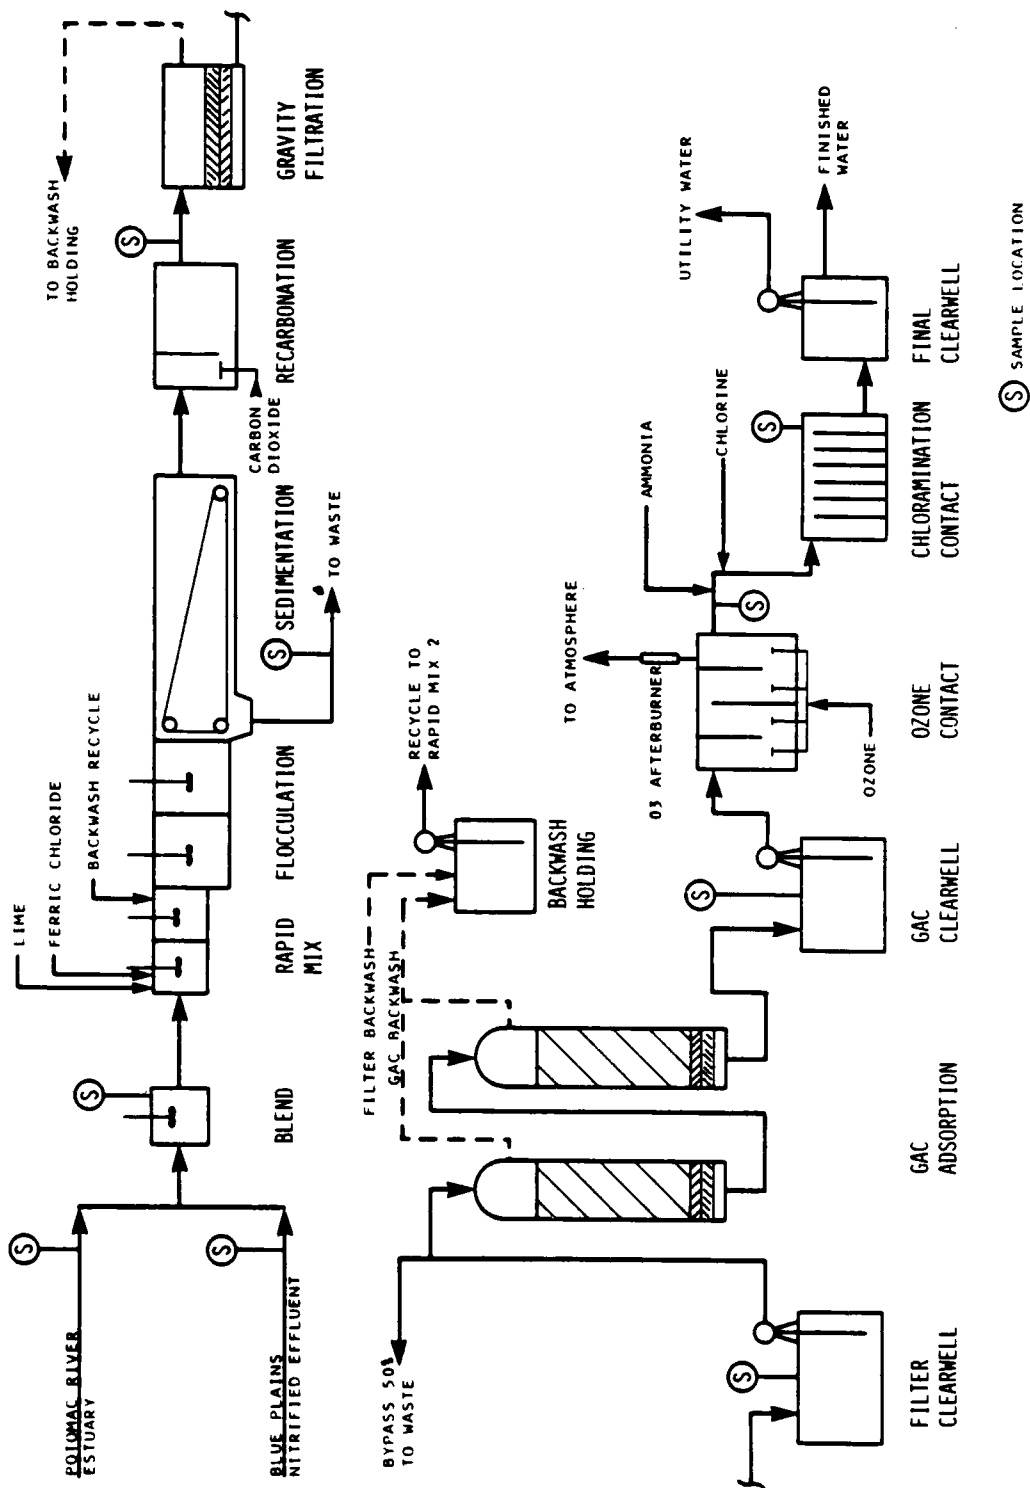 POTOMAC RIVER
ESTUARY
BLUE PLAINS
NITRIFIED EFFLUENT
S
S
S
BLEND
LIME
FERRIC CHLORIDE
BACKWASH RECYCLE
RAPID
MIX
FLOCCULATION
S
SEDIMENTATION
TO WASTE
CARBON
DIOXIDE
RECARBONATION
S
TO BACKWASH
HOLDING
GRAVITY
FILTRATION
FILTER
CLEARWELL
S
BYPASS 50%
TO WASTE
GAC
ADSORPTION
FILTER BACKWASH
GAC BACKWASH
BACKWASH
HOLDING
RECYCLE TO
RAPID MIX 2
S
GAC
CLEARWELL
OZONE
OZONE
CONTACT
O3 AFTERBURNER
TO ATMOSPHERE
S
AMMONIA
CHLORINE
S
CHLORAMINATION
CONTACT
FINAL
CLEARWELL
UTILITY WATER
FINISHED
WATER
S SAMPLE LOCATION